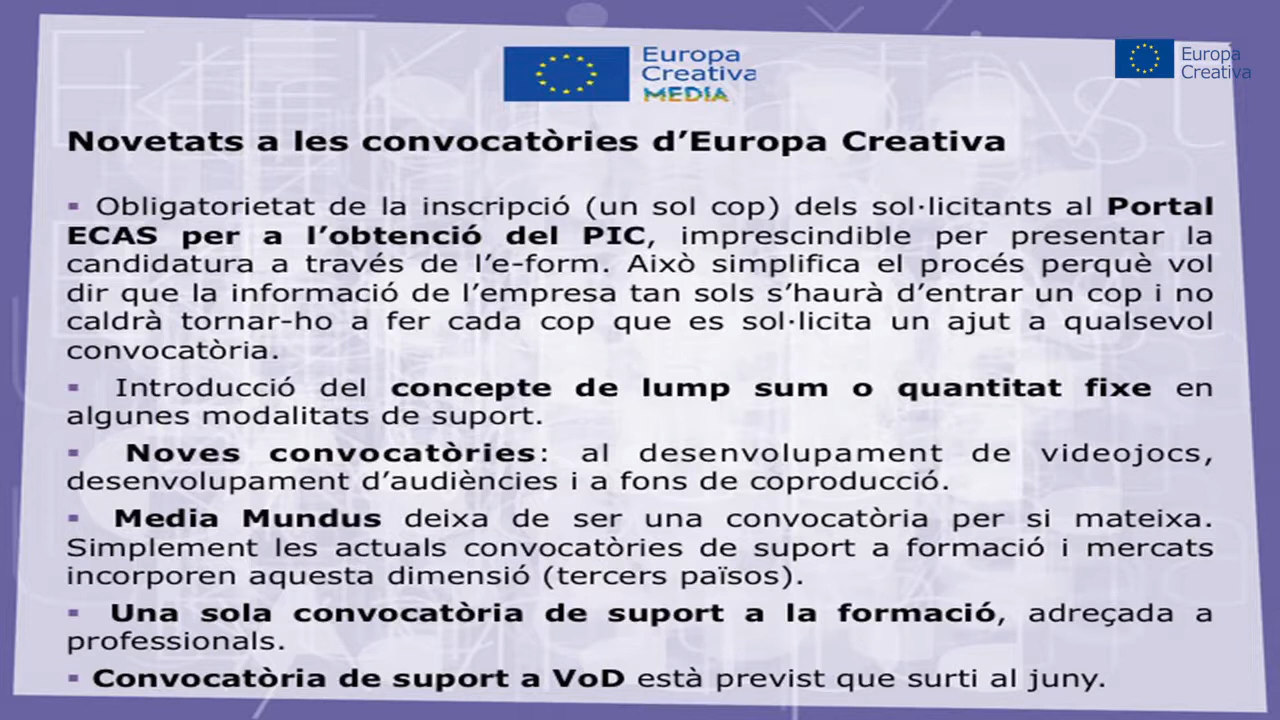 Europa
Creativa
MEDIA
Europa
Creativa
Novetats a les convocatòries d’Europa Creativa
▪ Obligatorietat de la inscripció (un sol cop) dels sol·licitants al Portal
ECAS per a l’obtenció del PIC, imprescindible per presentar la
candidatura a través de l’e-form. Això simplifica el procés perquè vol
dir que la informació de l’empresa tan sols s’haurà d’entrar un cop i no
caldrà tornar-ho a fer cada cop que es sol·licita un ajut a qualsevol
convocatòria.
▪ Introducció del concepte de lump sum o quantitat fixe en
algunes modalitats de suport.
▪ Noves convocatòries: al desenvolupament de videojocs,
desenvolupament d’audiències i a fons de coproducció.
▪ Media Mundus deixa de ser una convocatòria per si mateixa.
Simplement les actuals convocatòries de suport a formació i mercats
incorporen aquesta dimensió (tercers països).
▪ Una sola convocatòria de suport a la formació, adreçada a
professionals.
▪ Convocatòria de suport a VoD està previst que surti al juny.